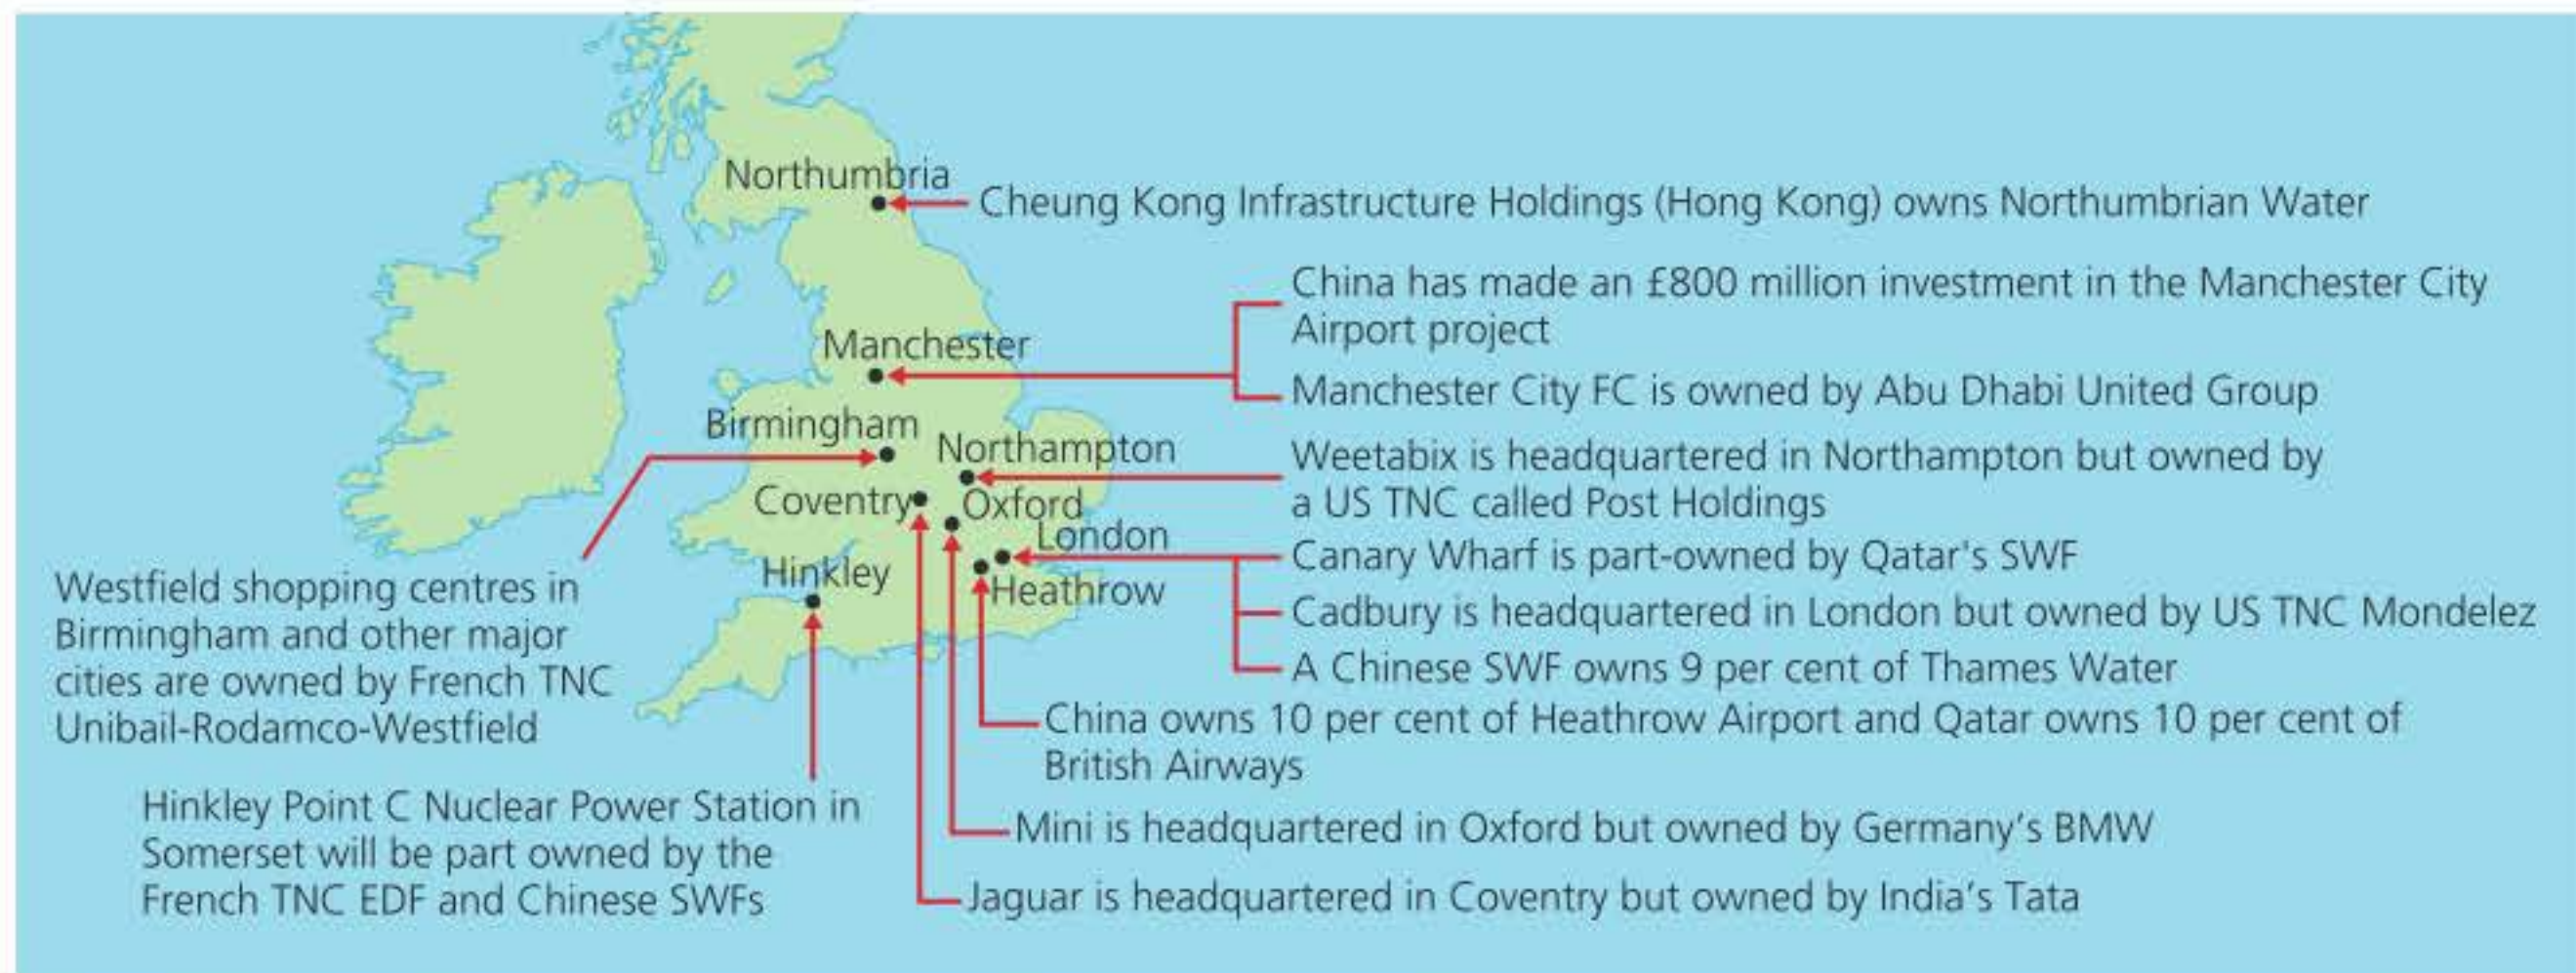 Northumbria
Cheung Kong Infrastructure Holdings (Hong Kong) owns Northumbrian Water
China has made an £800 million investment in the Manchester City
Airport project
Manchester
Manchester City FC is owned by Abu Dhabi United Group
Birmingham
Northampton
Weetabix is headquartered in Northampton but owned by
a US TNC called Post Holdings
Coventry
Oxford
London
Canary Wharf is part-owned by Qatar's SWF
Hinkley
Heathrow
Cadbury is headquartered in London but owned by US TNC Mondelez
A Chinese SWF owns 9 per cent of Thames Water
Westfield shopping centres in
Birmingham and other major
cities are owned by French TNC
Unibail-Rodamco-Westfield
China owns 10 per cent of Heathrow Airport and Qatar owns 10 per cent of
British Airways
Hinkley Point C Nuclear Power Station in
Somerset will be part owned by the
French TNC EDF and Chinese SWFs
Mini is headquartered in Oxford but owned by Germany’s BMW
Jaguar is headquartered in Coventry but owned by India’s Tata